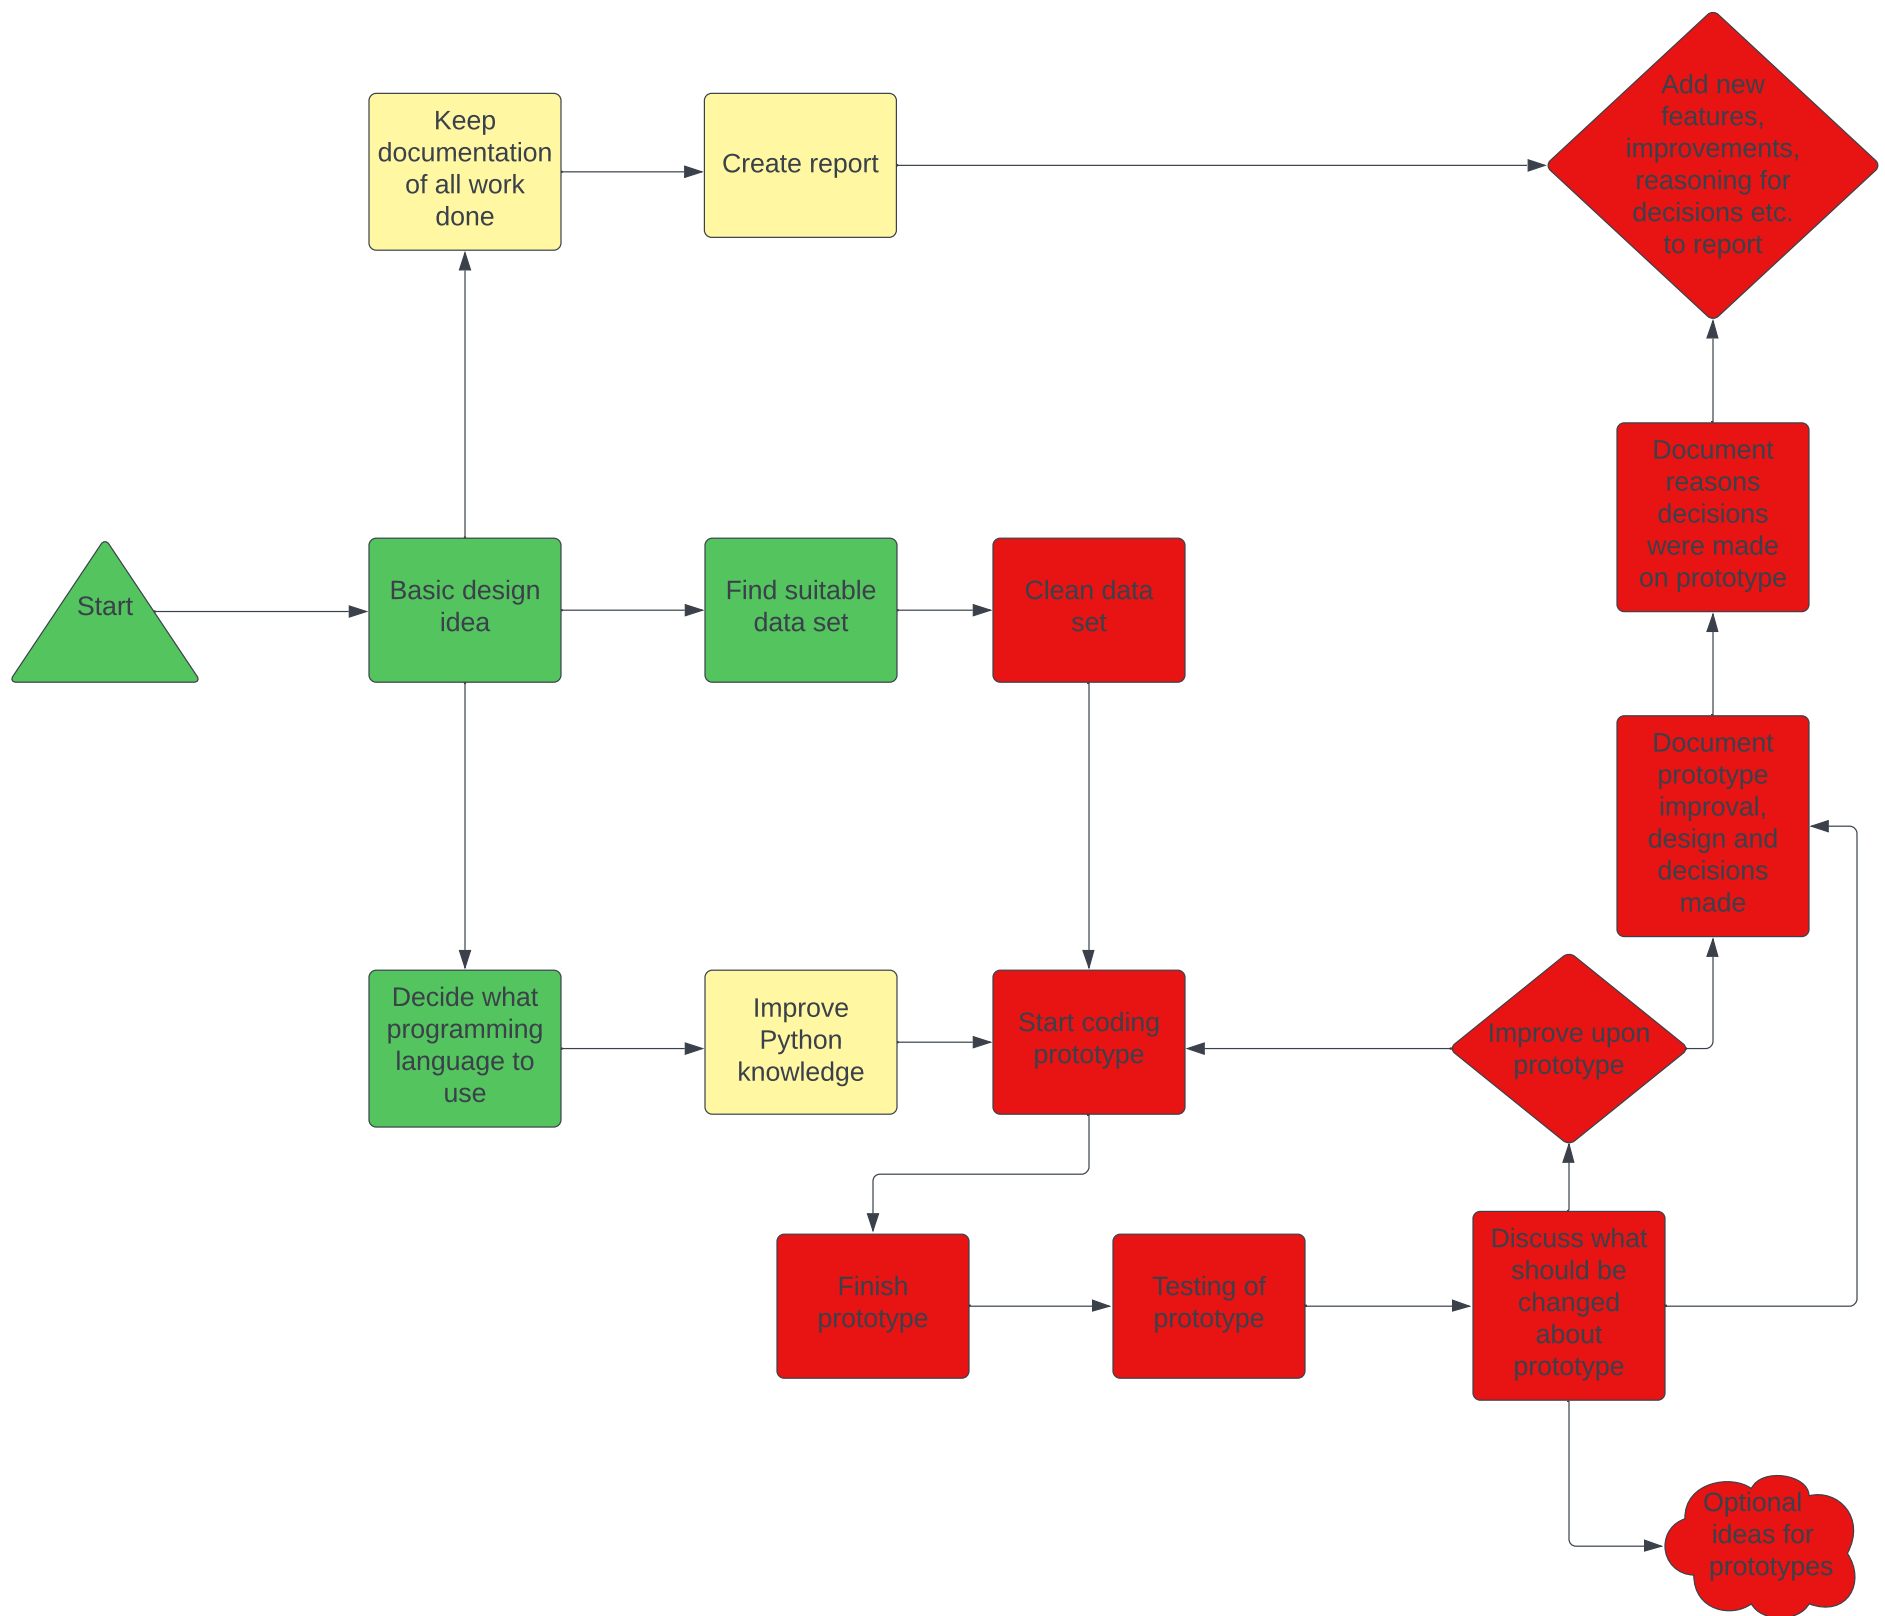 Keep
documentation
of all work
done
Create report
Add new
features,
improvements,
reasoning for
decisions etc.
to report
Document
reasons
decisions
were made
on prototype
Start
Basic design
idea
Find suitable
data set
Clean data
set
Document
prototype
improval,
design and
decisions
made
Decide what
programming
language to
use
Improve
Python
knowledge
Start coding
prototype
Improve upon
prototype
Finish
prototype
Testing of
prototype
Discuss what
should be
changed
about
prototype
Optional
ideas for
prototypes